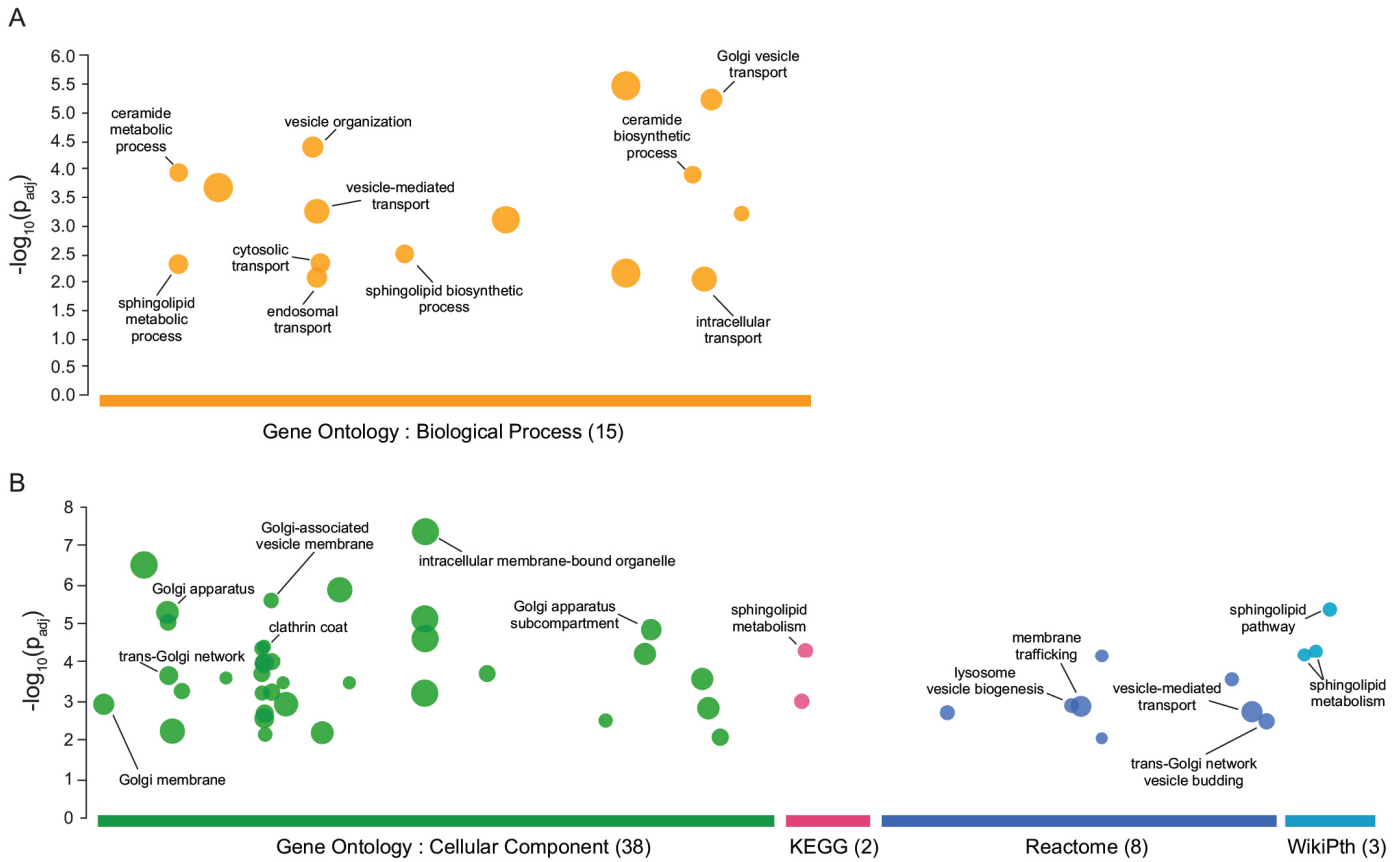 A
-log10(padj)
6.0
5.5
5.0
4.5
4.0
3.5
3.0
2.5
2.0
1.5
1.0
0.5
0.0
ceramide
metabolic
process
vesicle organization
Golgi vesicle
transport
ceramide
biosynthetic
process
vesicle-mediated
transport
cytosolic
transport
sphingolipid
metabolic
process
endosomal
transport
sphingolipid biosynthetic
process
intracellular
transport
Gene Ontology : Biological Process (15)
B
-log10(padj)
8
7
6
5
4
3
2
1
0
Golgi-associated
vesicle membrane
intracellular membrane-bound organelle
Golgi apparatus
clathrin coat
trans-Golgi network
Golgi membrane
Golgi apparatus
subcompartment
sphingolipid
metabolism
membrane
trafficking
lysosome
vesicle biogenesis
vesicle-mediated
transport
trans-Golgi network
vesicle budding
sphingolipid
pathway
sphingolipid
metabolism
Gene Ontology : Cellular Component (38)
KEGG (2)
Reactome (8)
WikiPth (3)